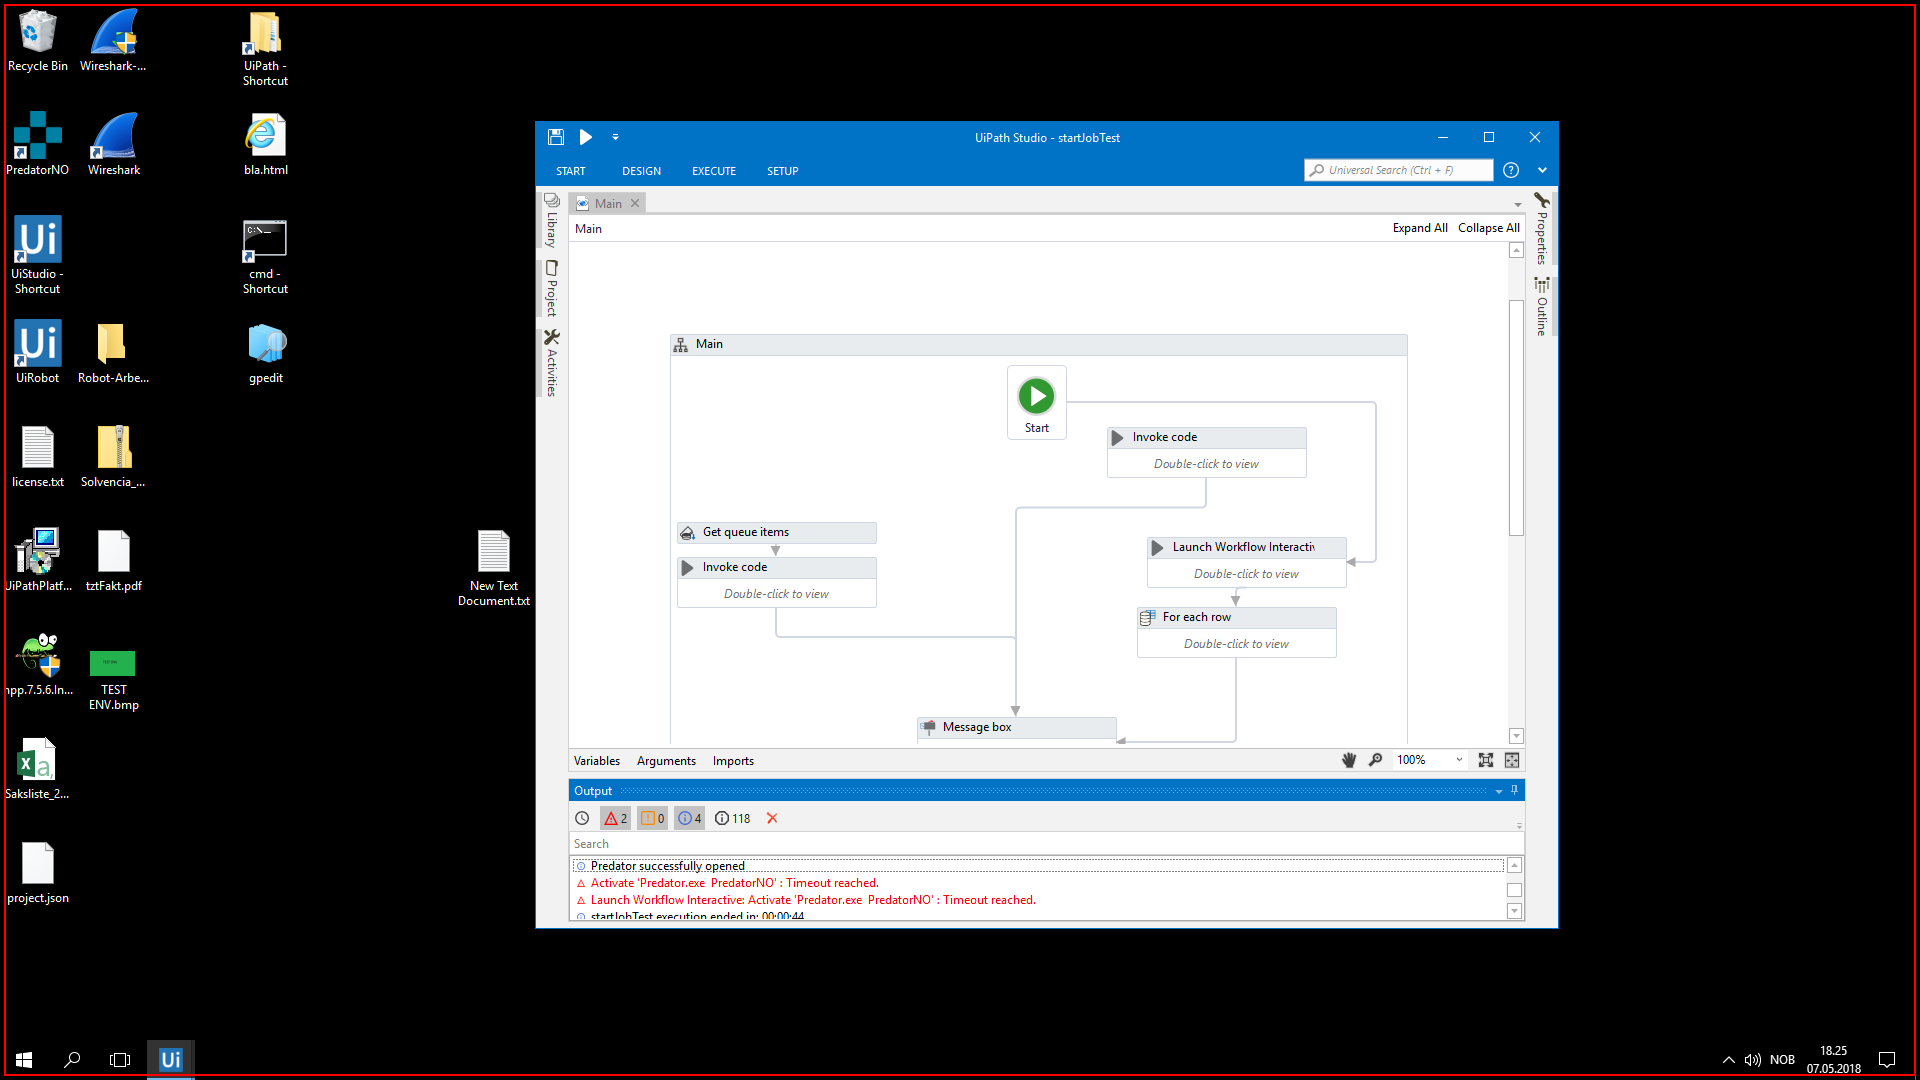 Recycle Bin
Wireshark-...
UiPath -
Shortcut
PredatorNO
Wireshark
bla.html
Ui
UiStudio -
Shortcut
C:\_
cmd -
Shortcut
Ui
UiRobot
Robot-Arbe...
gpedit
license.txt
Solvencia_...
UiPathPlatf...
tztFakt.pdf
New Text
Document.txt
npp.7.5.6.In...
TEST
ENV.bmp
X a,
Saksliste_2...
project.json
UiPath Studio - startJobTest
START
DESIGN
EXECUTE
SETUP
Universal Search (Ctrl + F)
?
Library
Project
Activities
Main
Main
Expand All
Collapse All
Properties
Outline
Main
Start
Invoke code
Double-click to view
Get queue items
Invoke code
Double-click to view
Launch Workflow Interactiv
Double-click to view
For each row
Double-click to view
Message box
Variables
Arguments
Imports
100%
Output
2
0
4
118
Search
Predator successfully opened
Activate 'Predator.exe PredatorNO' : Timeout reached.
Launch Workflow Interactive: Activate 'Predator.exe PredatorNO' : Timeout reached.
startJobTest execution ended in: 00:00:44
Ui
NOB
18.25
07.05.2018